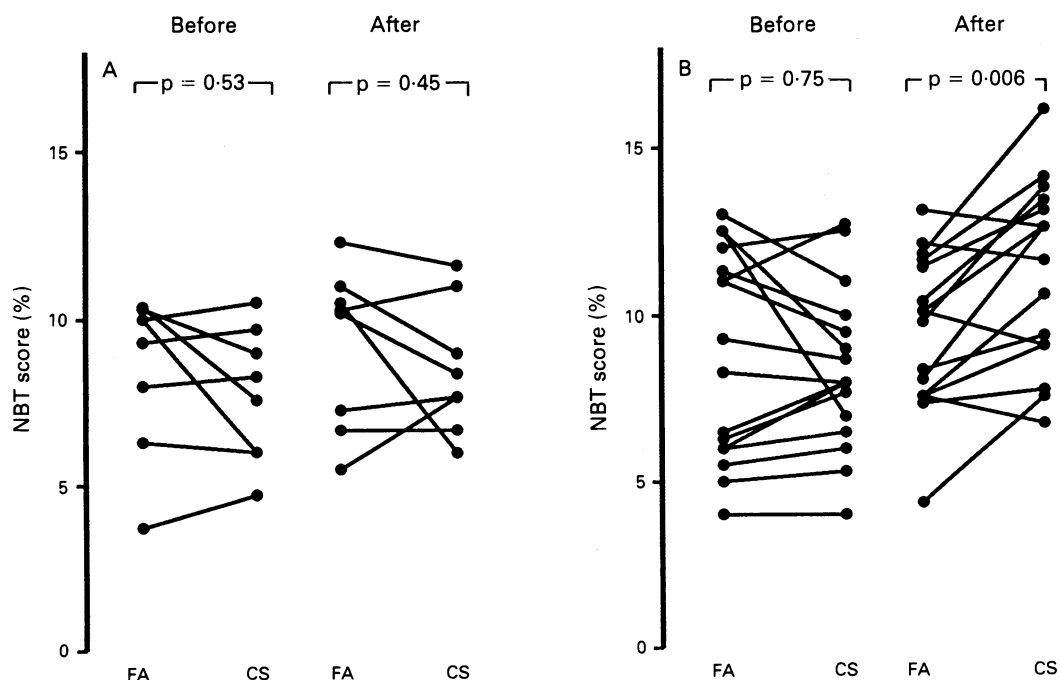 Before After
A
p = 0·53 p = 0·45
15
10
5
0
NBT score (%)
FA CS FA CS
Before After
B
p = 0·75 p = 0·006
15
10
5
0
NBT score (%)
FA CS FA CS